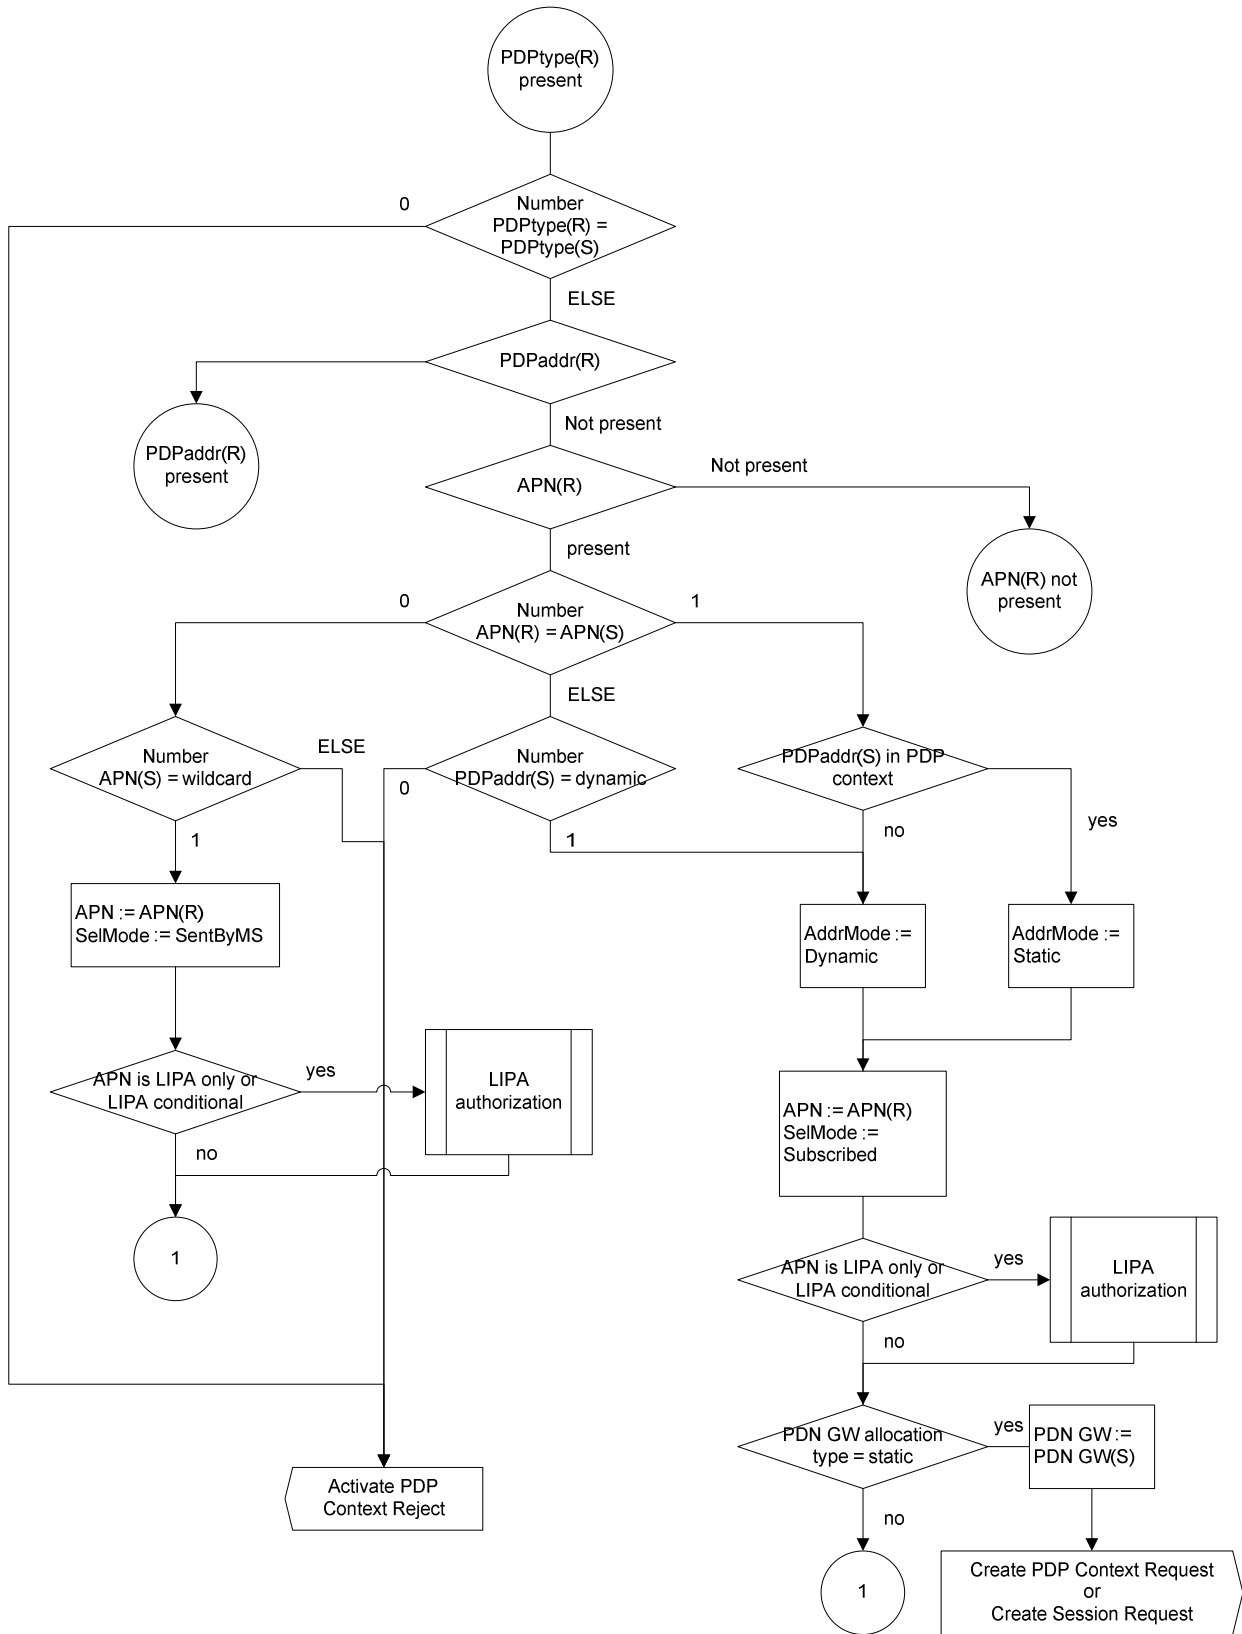 PDPtype(R)
present
0
Number
PDPtype(R) =
PDPtype(S)
ELSE
PDPaddr(R)
Not present
PDPaddr(R)
present
APN(R)
Not present
present
APN(R) not
present
0
Number
APN(R) = APN(S)
1
ELSE
Number
APN(S) = wildcard
ELSE
Number
PDPaddr(S) = dynamic
0
PDPaddr(S) in PDP
context
1
1
no
yes
APN := APN(R)
SelMode := SentByMS
AddrMode :=
Dynamic
AddrMode :=
Static
APN is LIPA only or
LIPA conditional
yes
LIPA
authorization
no
APN := APN(R)
SelMode :=
Subscribed
1
APN is LIPA only or
LIPA conditional
yes
LIPA
authorization
no
PDN GW allocation
type = static
yes
PDN GW :=
PDN GW(S)
Activate PDP
Context Reject
no
1
Create PDP Context Request
or
Create Session Request